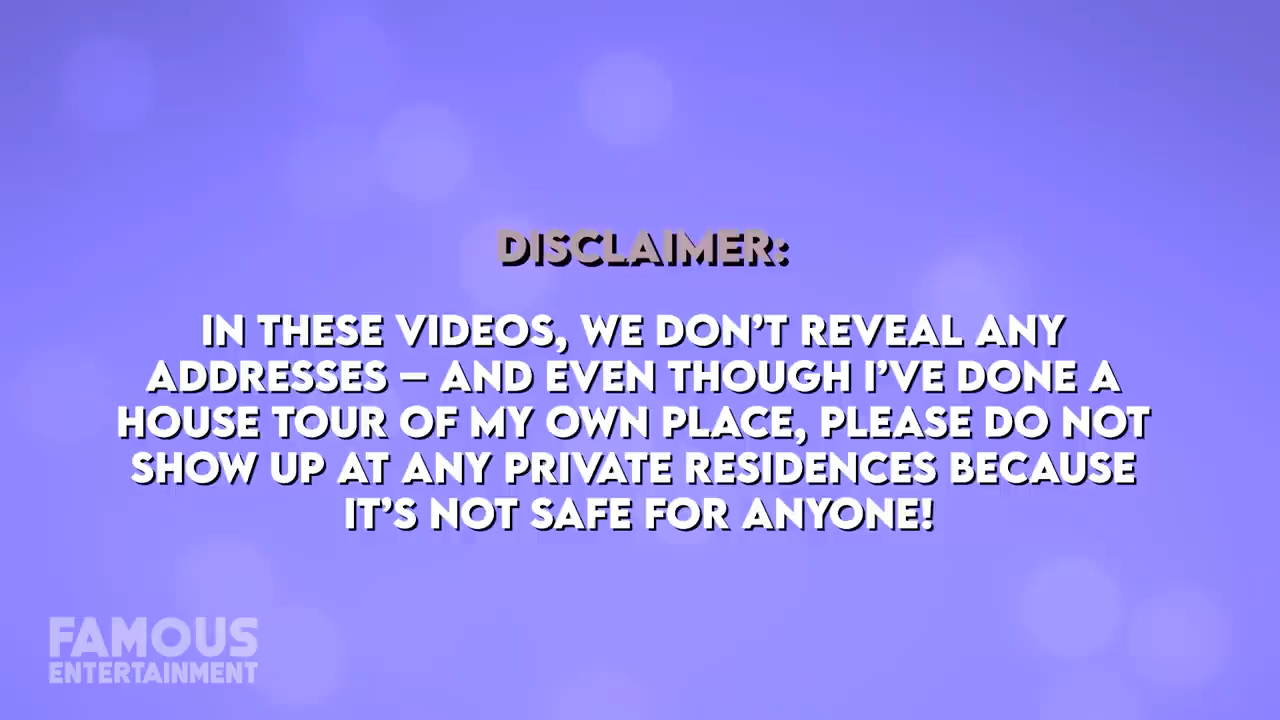 DISCLAIMER:
IN THESE VIDEOS, WE DON'T REVEAL ANY
ADDRESSES – AND EVEN THOUGH I'VE DONE A
HOUSE TOUR OF MY OWN PLACE, PLEASE DO NOT
SHOW UP AT ANY PRIVATE RESIDENCES BECAUSE
IT'S NOT SAFE FOR ANYONE!
FAMOUS
ENTERTAINMENT